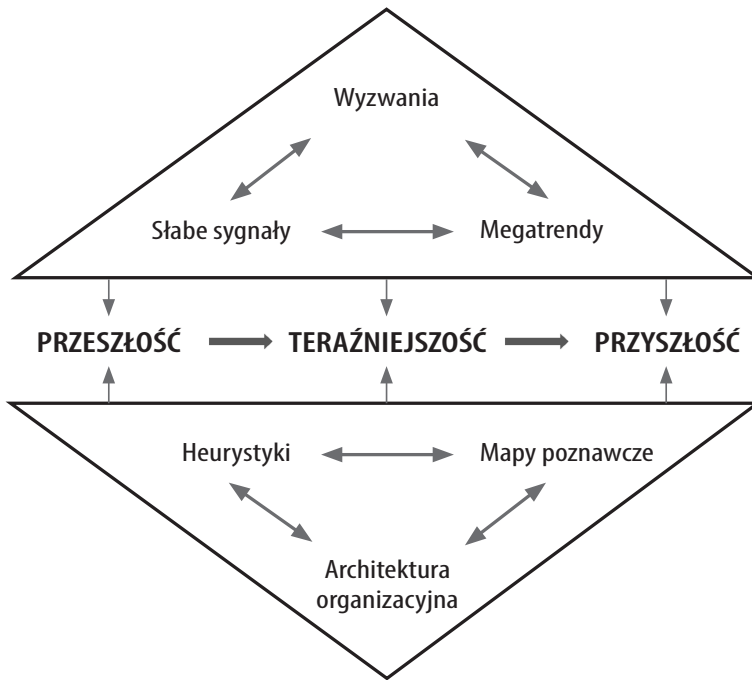 Wyzwania
Słabe sygnały
Megatrendy
PRZESZŁOŚĆ
TERAŹNIEJSZOŚĆ
PRZYSZŁOŚĆ
Heurystyki
Mapy poznawcze
Architektura
organizacyjna